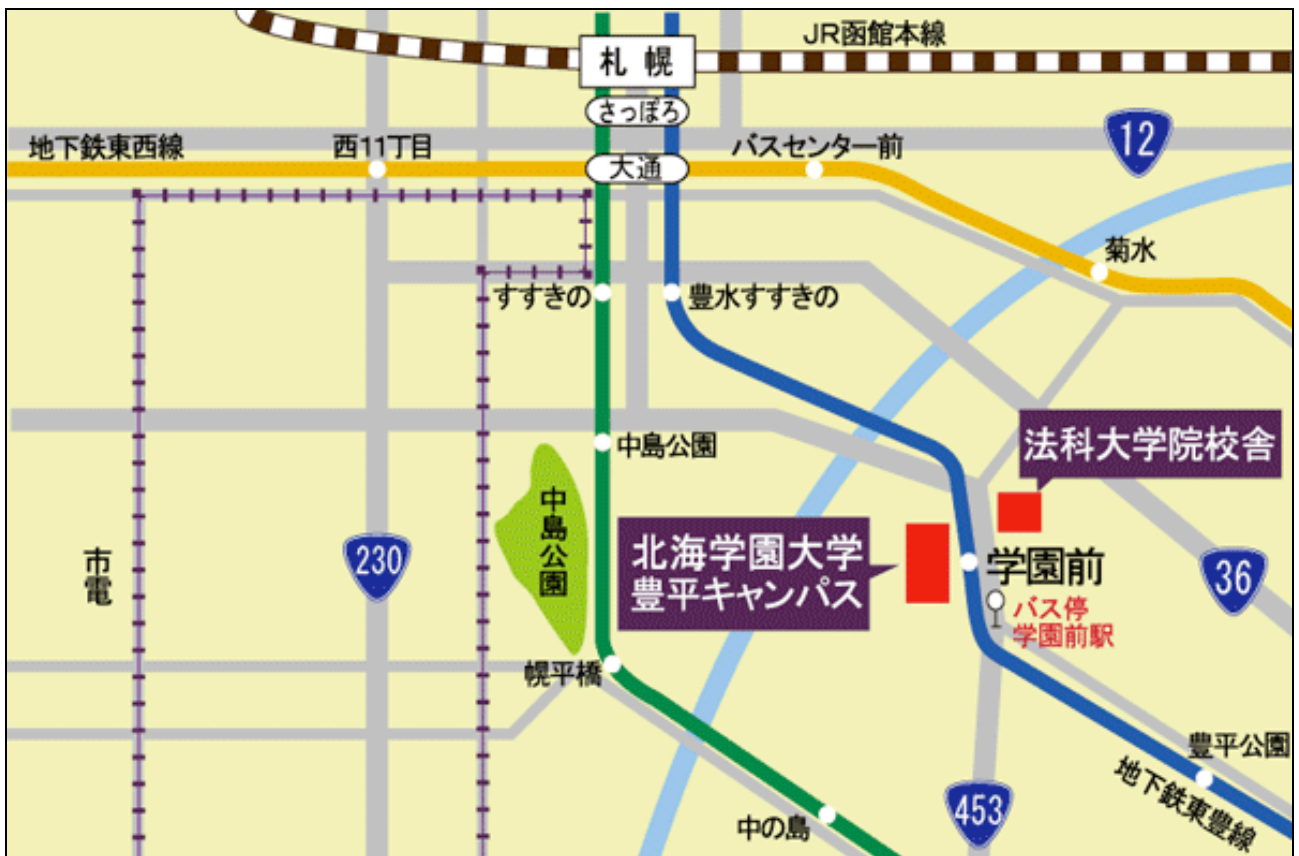 JR函館本線
札幌
さっぽろ
12
地下鉄東西線
西11丁目
大通
バスセンター前
菊水
すすきの
豊水すすきの
中島公園
法科大学院校舎
中島公園
市電
230
北海学園大学
豊平キャンパス
学園前
36
バス停
学園前駅
幌平橋
豊平公園
地下鉄東豊線
453
中の島